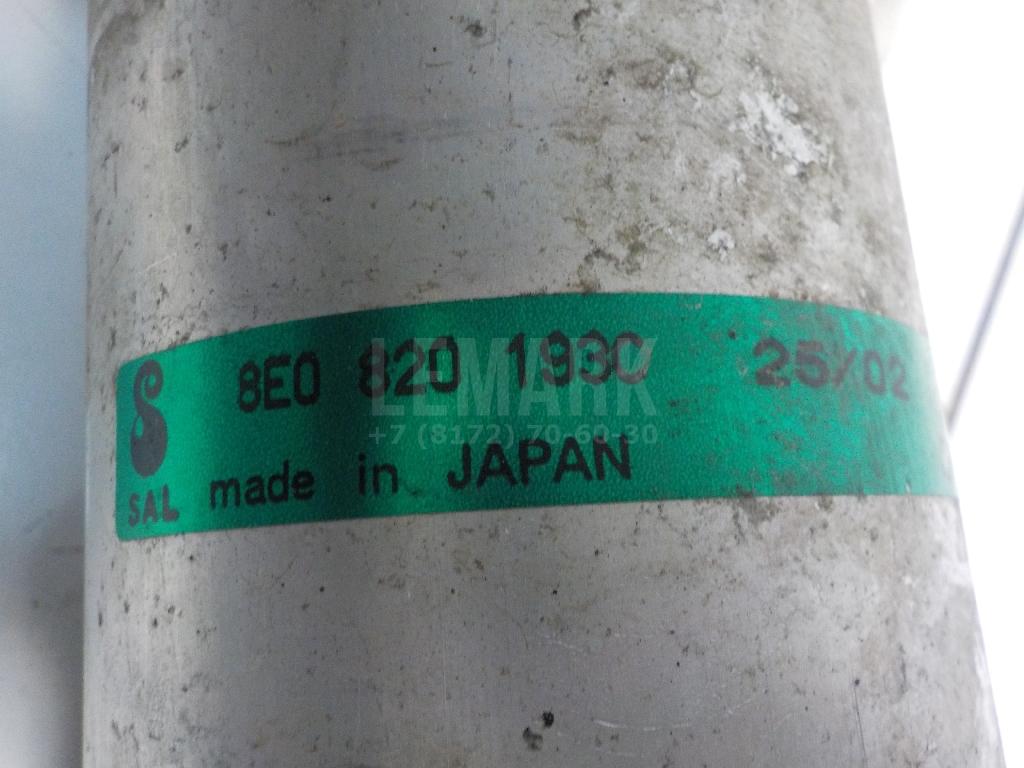 8E0 820 193C 25/02
LEMARK
+7 (8172) 70-60-30
made in JAPAN
SAL